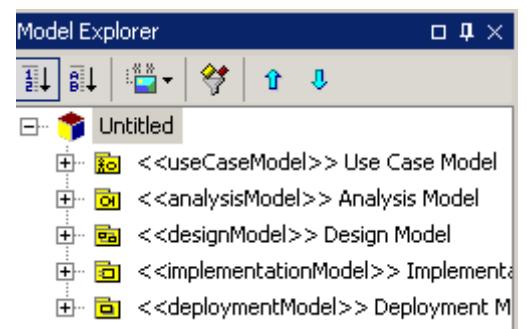 Model Explorer
Untitled
<<useCaseModel>> Use Case Model
<<analysisModel>> Analysis Model
<<designModel>> Design Model
<<implementationModel>> Implementa
<<deploymentModel>> Deployment M